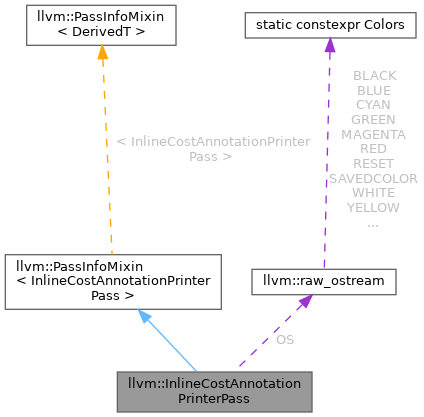 llvm::PassInfoMixin
< DerivedT >
static constexpr Colors
< InlineCostAnnotationPrinter
Pass >
BLACK
BLUE
CYAN
GREEN
MAGENTA
RED
RESET
SAVEDCOLOR
WHITE
YELLOW
...
llvm::PassInfoMixin
< InlineCostAnnotationPrinter
Pass >
llvm::raw_ostream
OS
llvm::InlineCostAnnotation
PrinterPass